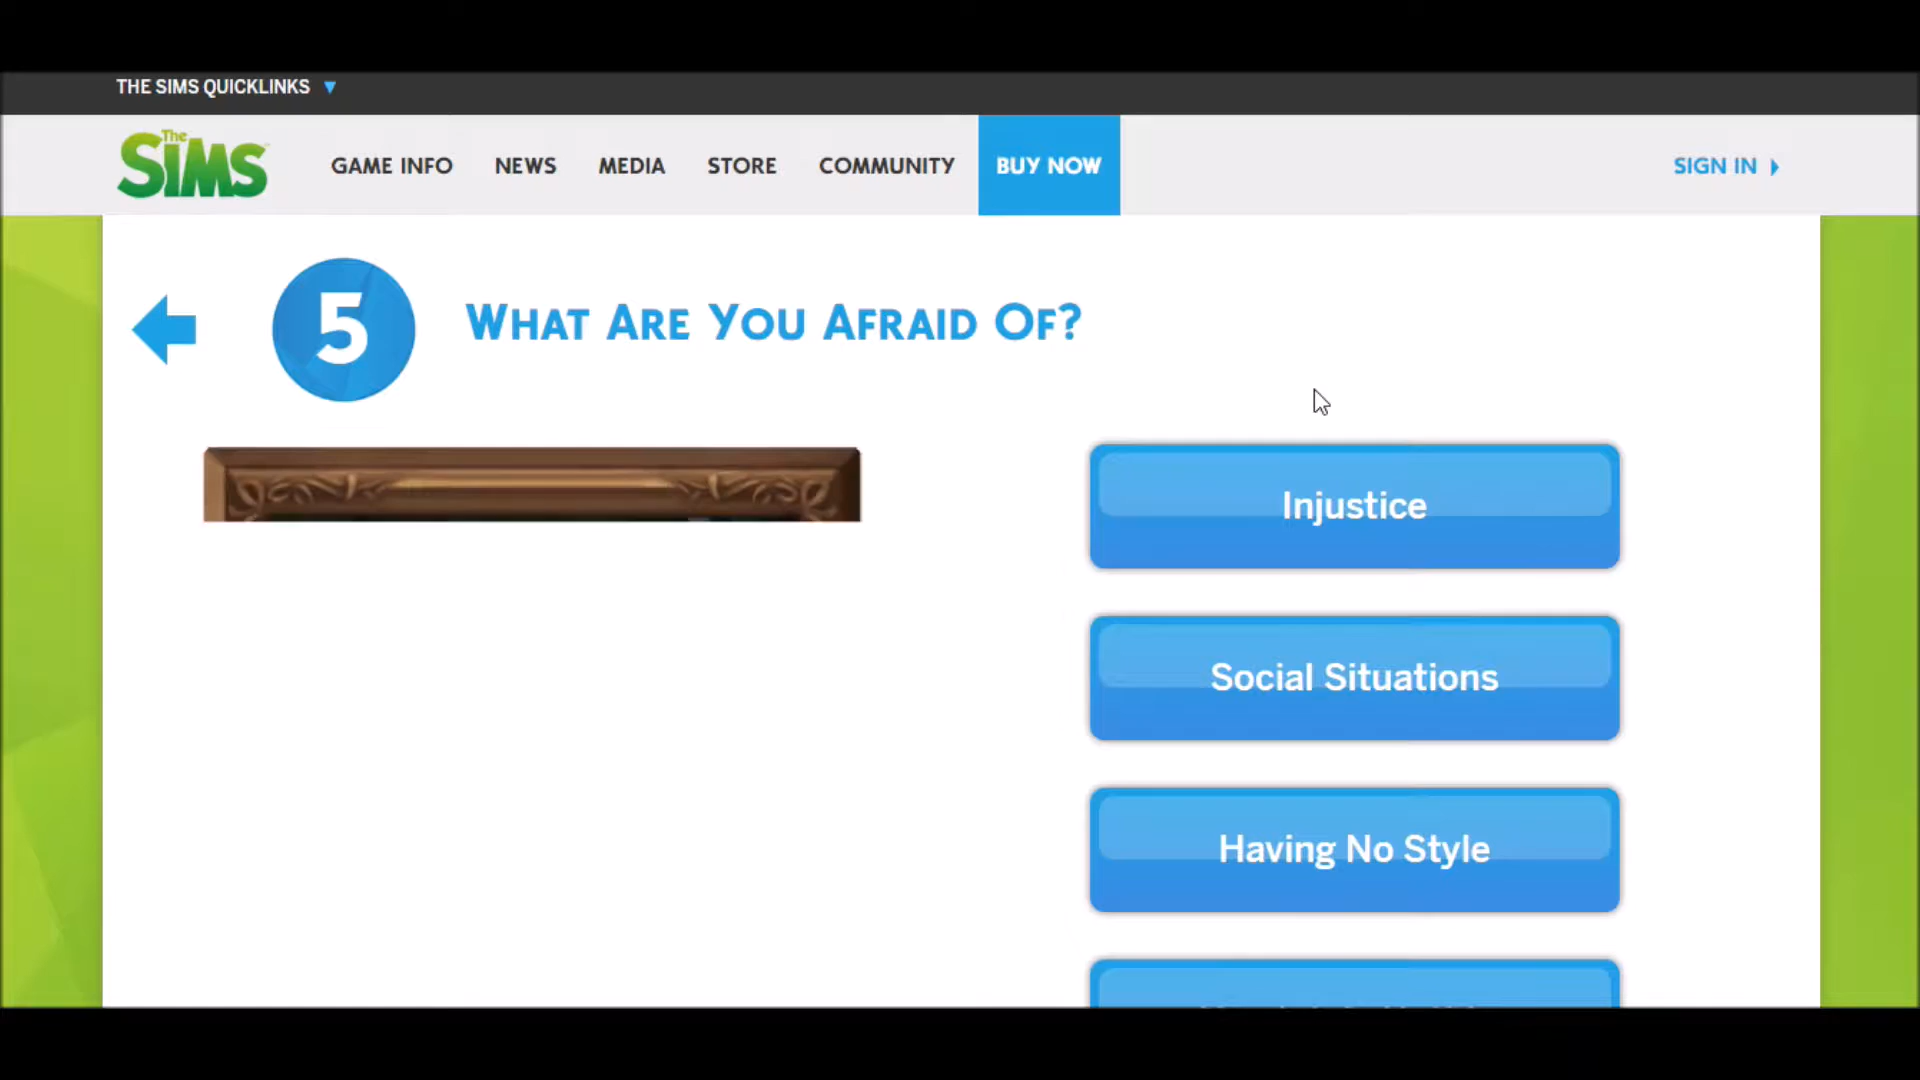 THE SIMS QUICKLINKS
The SIMS
GAME INFO NEWS MEDIA STORE COMMUNITY BUY NOW SIGN IN
5 WHAT ARE YOU AFRAID OF?
Injustice
Social Situations
Having No Style